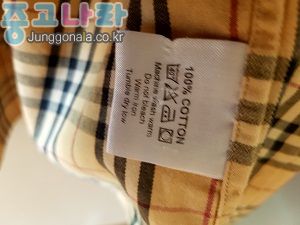 중고나라
Junggonala.co.kr
100% COTTON
Machine wash warm
Do not bleach
Warm iron
Tumble dry low